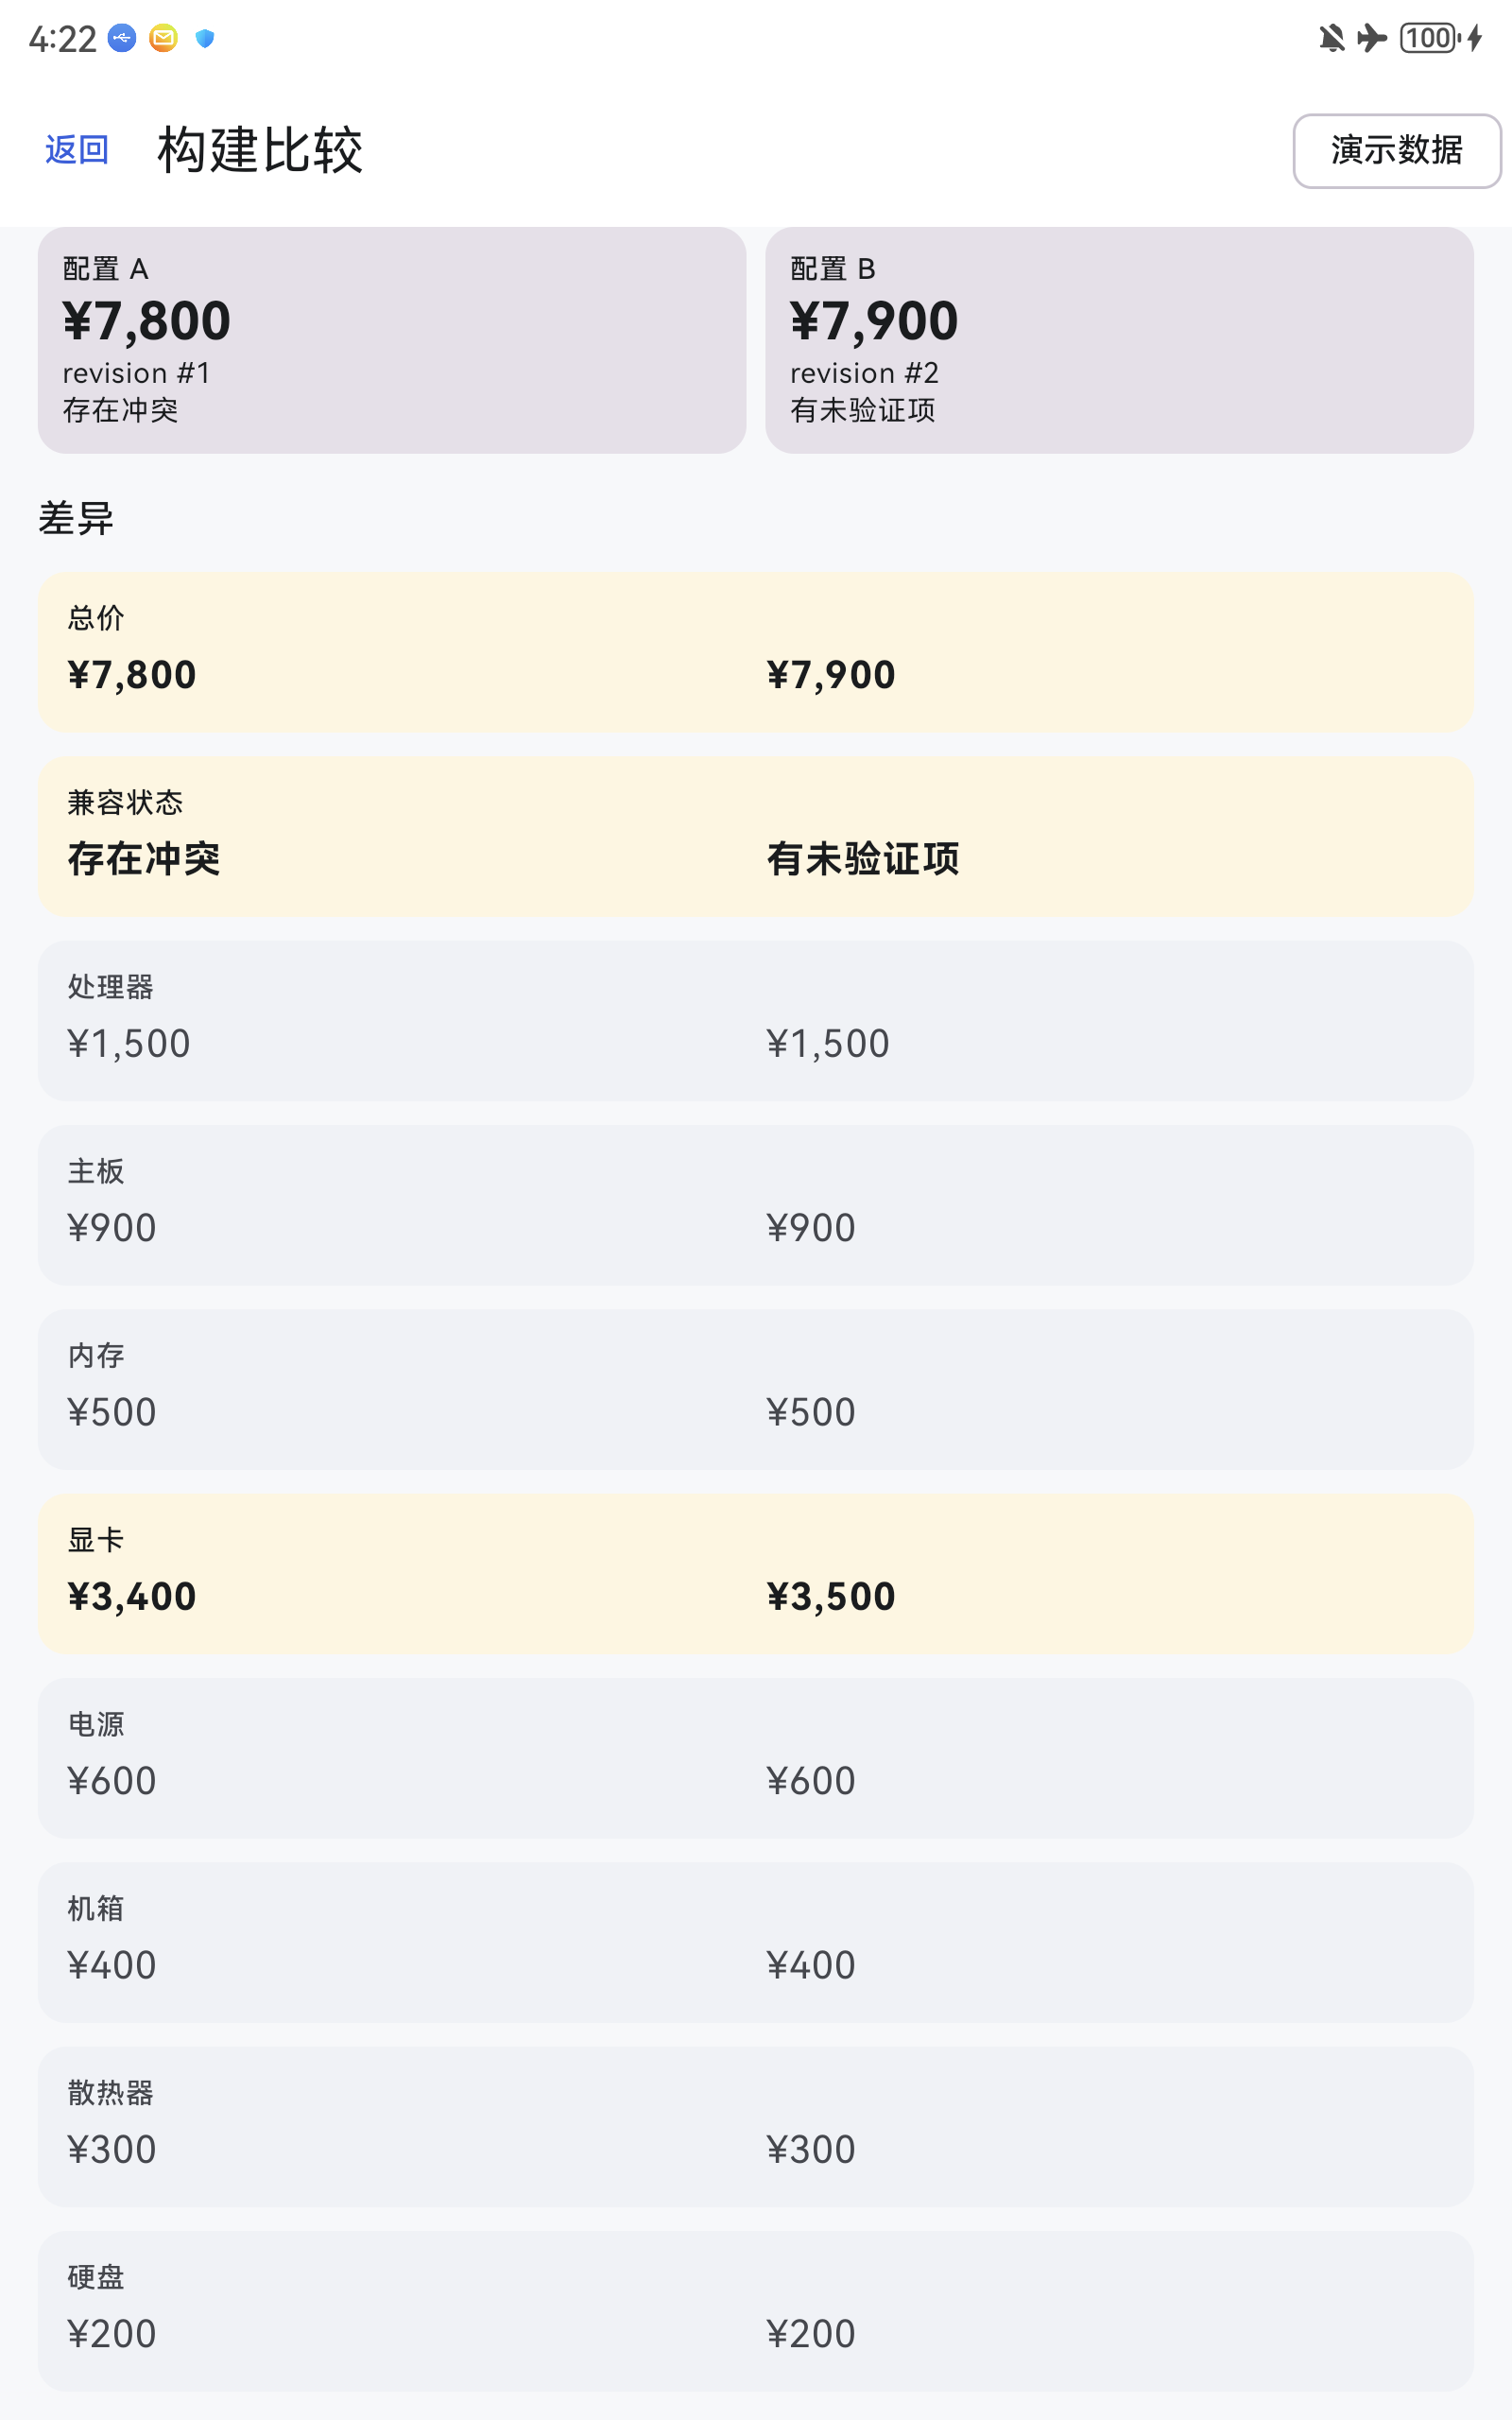 4:22
100
返回 构建比较 演示数据
配置 A
¥7,800
revision #1
存在冲突
配置 B
¥7,900
revision #2
有未验证项
差异
总价
¥7,800 ¥7,900
兼容状态
存在冲突 有未验证项
处理器
¥1,500 ¥1,500
主板
¥900 ¥900
内存
¥500 ¥500
显卡
¥3,400 ¥3,500
电源
¥600 ¥600
机箱
¥400 ¥400
散热器
¥300 ¥300
硬盘
¥200 ¥200